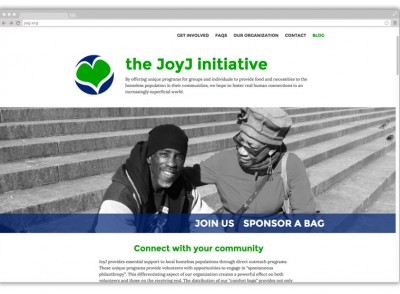 GET INVOLVED FAQS OUR ORGANIZATION CONTACT BLOG
the JoyJ initiative
By offering unique programs for groups and individuals to provide food and necessities to the
homeless population in their communities, we hope to foster real human connections in an
increasingly superficial world.
JOIN US SPONSOR A BAG
Connect with your community
JoyJ provides essential support to local homeless populations through direct outreach programs.
These unique programs provide volunteers with opportunities to engage in "spontaneous
philanthropy". This differentiating aspect of our organization creates a powerful effect on both
volunteers and those on the receiving end. The distribution of our "comfort bags" provides not only